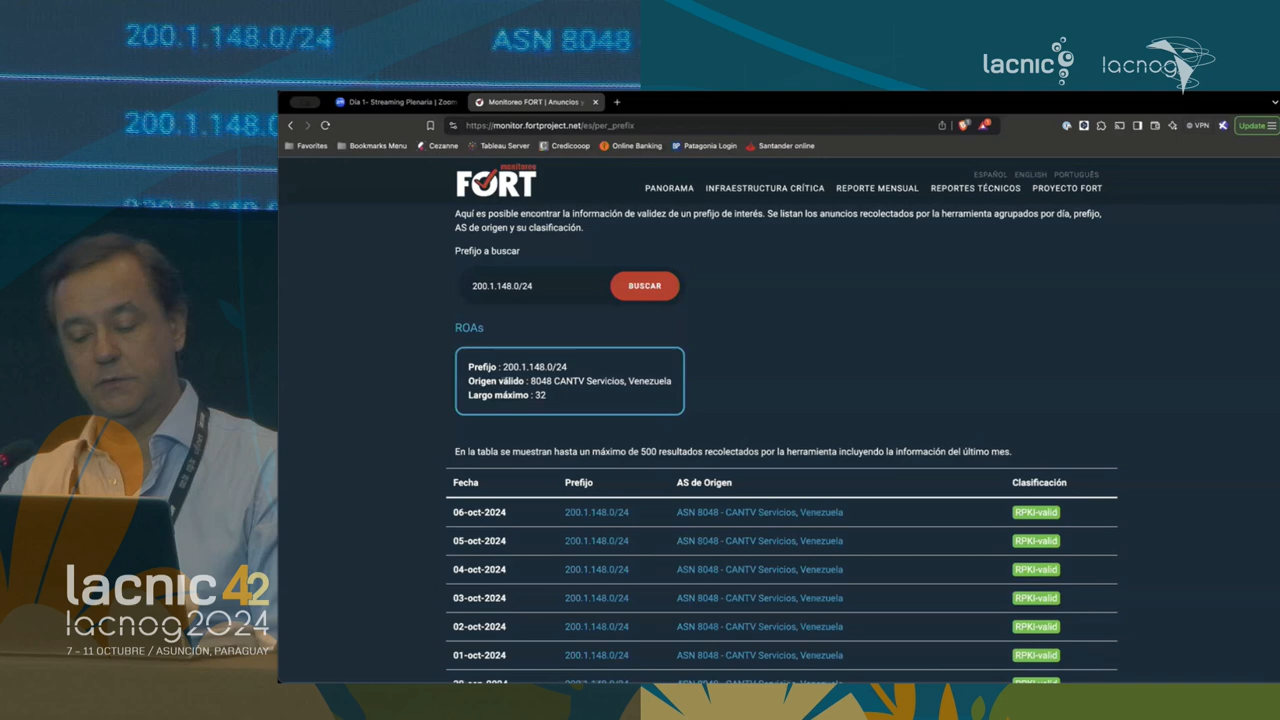 200.1.148.0/24
ASN 8048
200.1.148.0
lacnic
lacnog
Día 1- Streaming Plenaria | Zoom
Monitoreo FORT | Anuncios
https://monitor.fortproject.net/es/per_prefix
VPN
Update
Favorites
Bookmarks Menu
Cezanne
Tableau Server
Credicooop
Online Banking
Patagonia Login
Santander online
monitoreo
FORT
ESPAÑOL ENGLISH PORTUGUÊS
PANORAMA INFRAESTRUCTURA CRÍTICA REPORTE MENSUAL REPORTES TÉCNICOS PROYECTO FORT
Aquí es posible encontrar la información de validez de un prefijo de interés. Se listan los anuncios recolectados por la herramienta agrupados por día, prefijo,
AS de origen y su clasificación.
Prefijo a buscar
200.1.148.0/24
BUSCAR
ROAs
Prefijo : 200.1.148.0/24
Origen válido : 8048 CANTV Servicios, Venezuela
Largo máximo : 32
En la tabla se muestran hasta un máximo de 500 resultados recolectados por la herramienta incluyendo la información del último mes.
Fecha Prefijo AS de Origen Clasificación
06-oct-2024 200.1.148.0/24 ASN 8048 - CANTV Servicios, Venezuela RPKI-valid
05-oct-2024 200.1.148.0/24 ASN 8048 - CANTV Servicios, Venezuela RPKI-valid
04-oct-2024 200.1.148.0/24 ASN 8048 - CANTV Servicios, Venezuela RPKI-valid
03-oct-2024 200.1.148.0/24 ASN 8048 - CANTV Servicios, Venezuela RPKI-valid
02-oct-2024 200.1.148.0/24 ASN 8048 - CANTV Servicios, Venezuela RPKI-valid
01-oct-2024 200.1.148.0/24 ASN 8048 - CANTV Servicios, Venezuela RPKI-valid
lacnic 42
lacnog2024
7 – 11 OCTUBRE / ASUNCIÓN, PARAGUAY